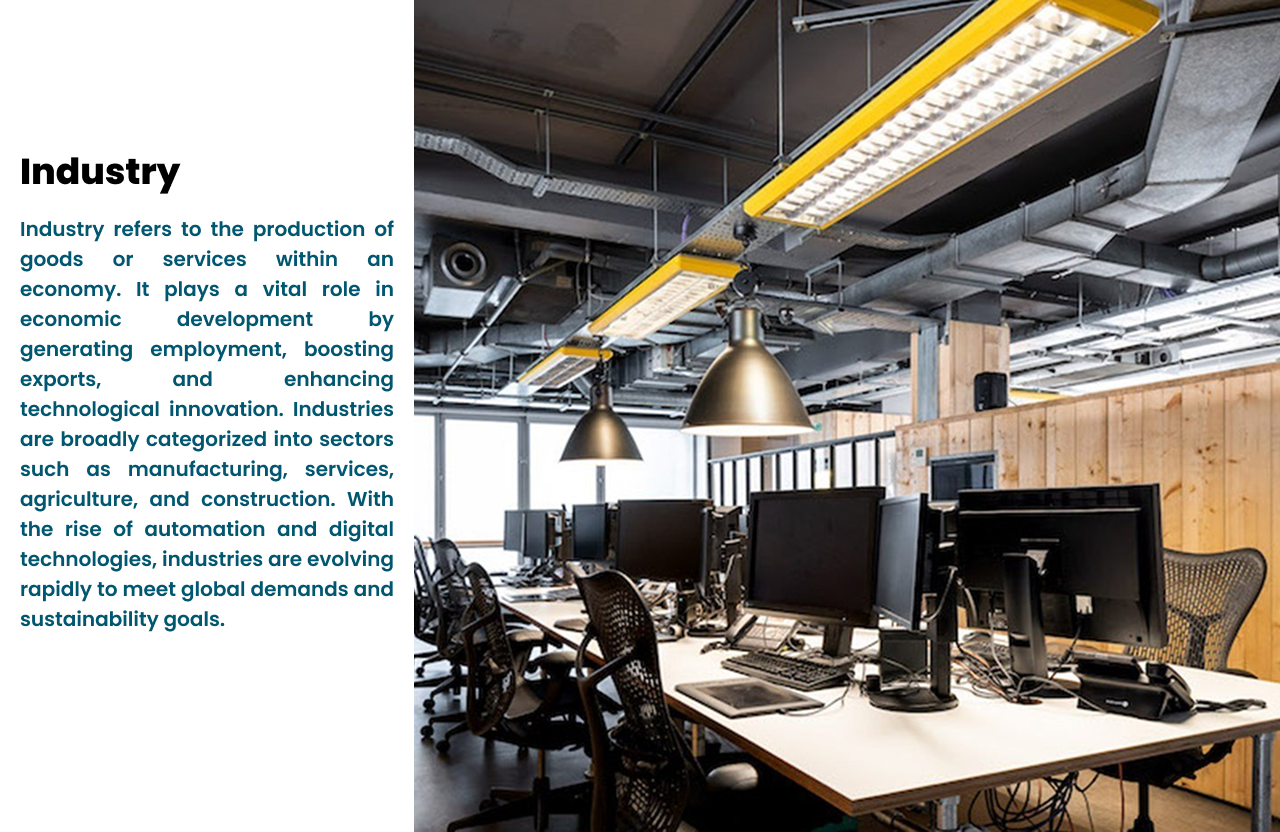 Industry
Industry refers to the production of
goods or services within an
economy. It plays a vital role in
economic development by
generating employment, boosting
exports, and enhancing
technological innovation. Industries
are broadly categorized into sectors
such as manufacturing, services,
agriculture, and construction. With
the rise of automation and digital
technologies, industries are evolving
rapidly to meet global demands and
sustainability goals.